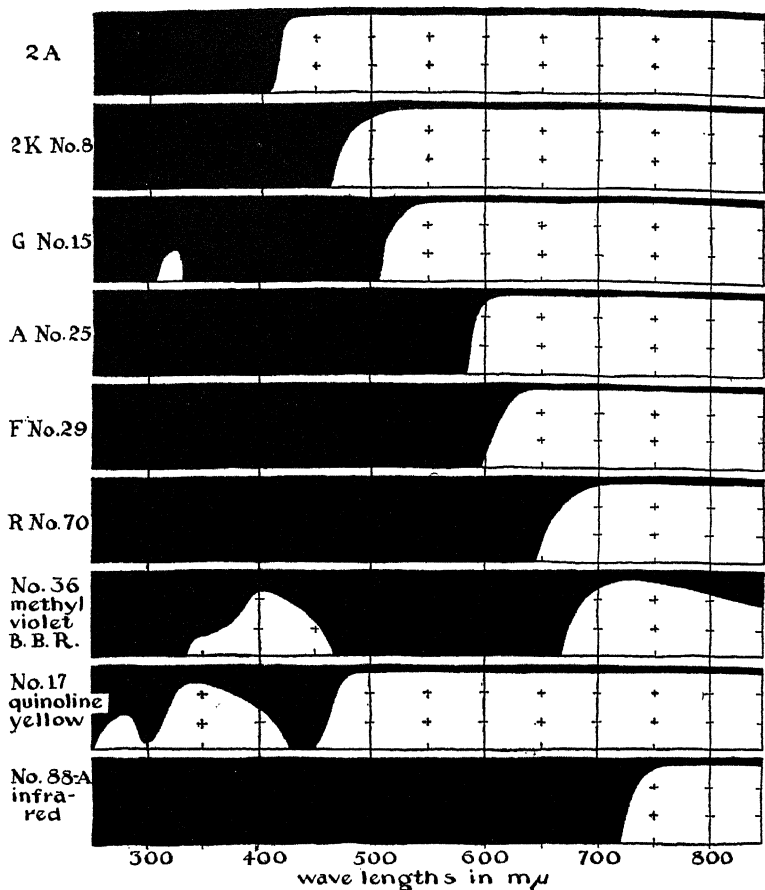 2A
2K No.8
G No.15
A No.25
F No.29
R No.70
No.36
methyl
violet
B.B.R.
No.17
quinoline
yellow
No.88-A
infra-
red
300 400 500 600 700 800
wave lengths in mμ